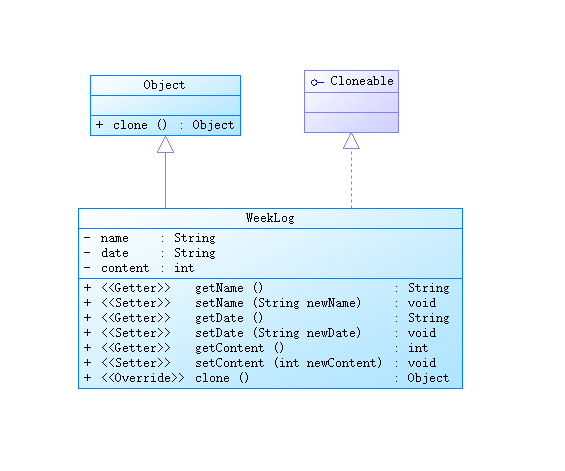 Object
+ clone () : Object
Cloneable
WeekLog
- name : String
- date : String
- content : int
+ <<Getter>> getName () : String
+ <<Setter>> setName (String newName) : void
+ <<Getter>> getDate () : String
+ <<Setter>> setDate (String newDate) : void
+ <<Getter>> getContent () : int
+ <<Setter>> setContent (int newContent) : void
+ <<Override>> clone () : Object